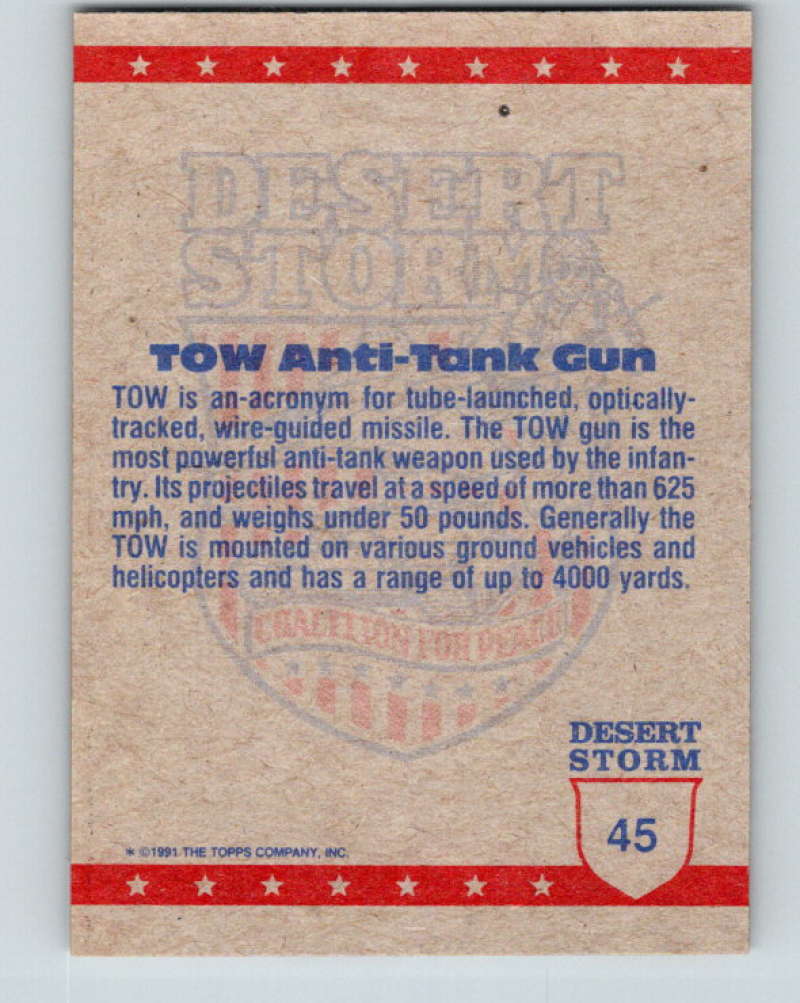 DESERT
STORM
TOW Anti-Tank Gun
TOW is an-acronym for tube-launched, optically-
tracked, wire-guided missile. The TOW gun is the
most powerful anti-tank weapon used by the infan-
try. Its projectiles travel at a speed of more than 625
mph, and weighs under 50 pounds. Generally the
TOW is mounted on various ground vehicles and
helicopters and has a range of up to 4000 yards.
COALITION FOR PEACE
DESERT
STORM
45
* ©1991 THE TOPPS COMPANY, INC.